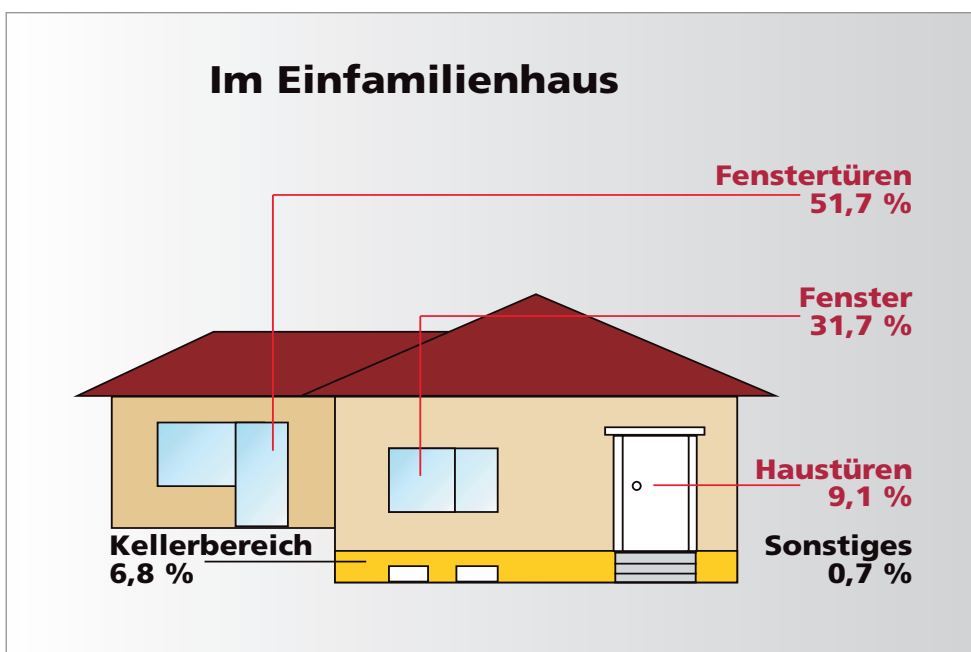 Im Einfamilienhaus
Fenstertüren
51,7 %
Fenster
31,7 %
Haustüren
9,1 %
Kellerbereich
6,8 %
Sonstiges
0,7 %